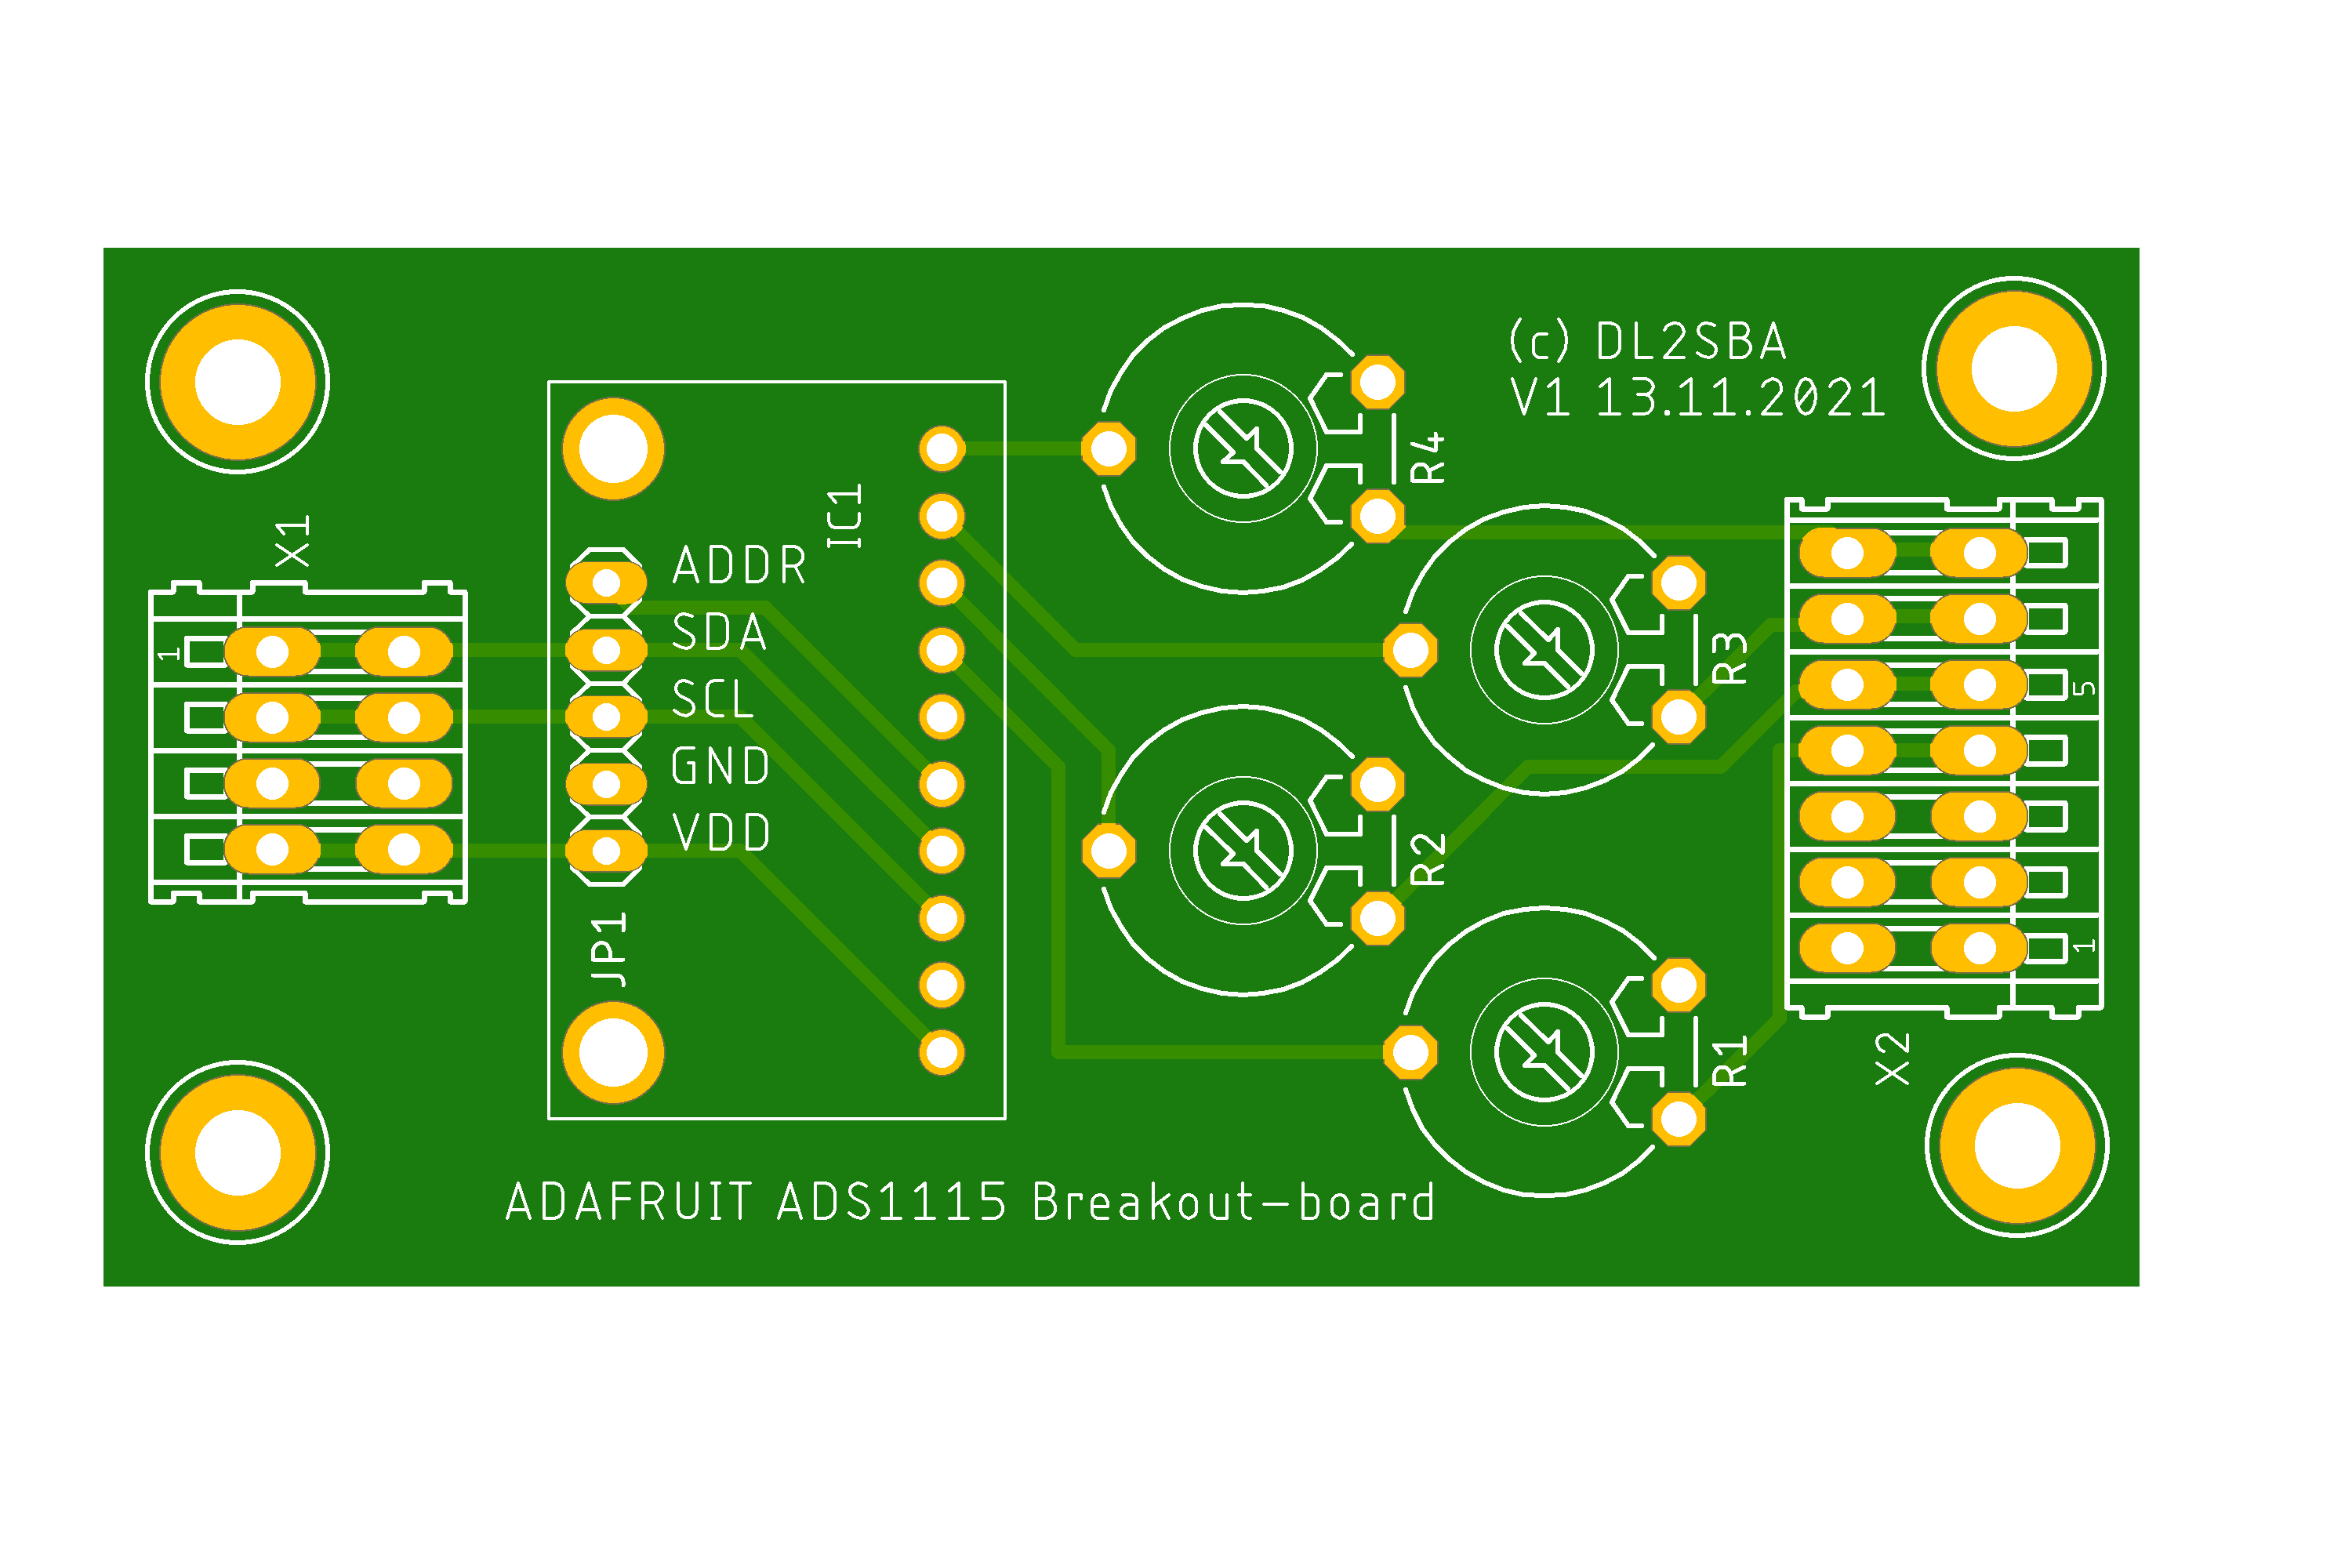 (c) DL2SBA
V1 13.11.2021
R4
IC1
X1
ADDR
SDA
SCL
GND
VDD
1
R3
5
R2
JP1
1
R1
X2
ADAFRUIT ADS1115 Breakout-board